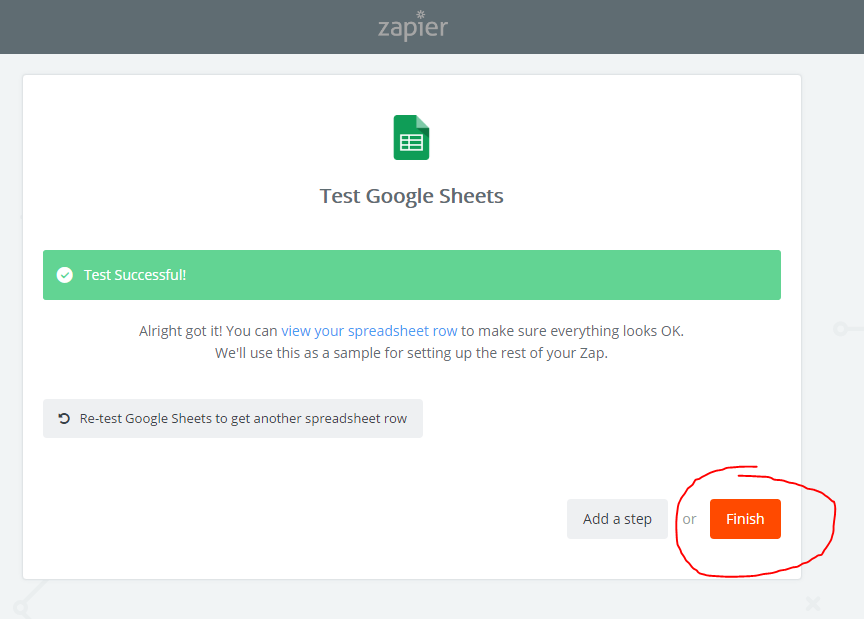 zapier
Test Google Sheets
Test Successful!
Alright got it! You can view your spreadsheet row to make sure everything looks OK.
We'll use this as a sample for setting up the rest of your Zap.
Re-test Google Sheets to get another spreadsheet row
Add a step or Finish